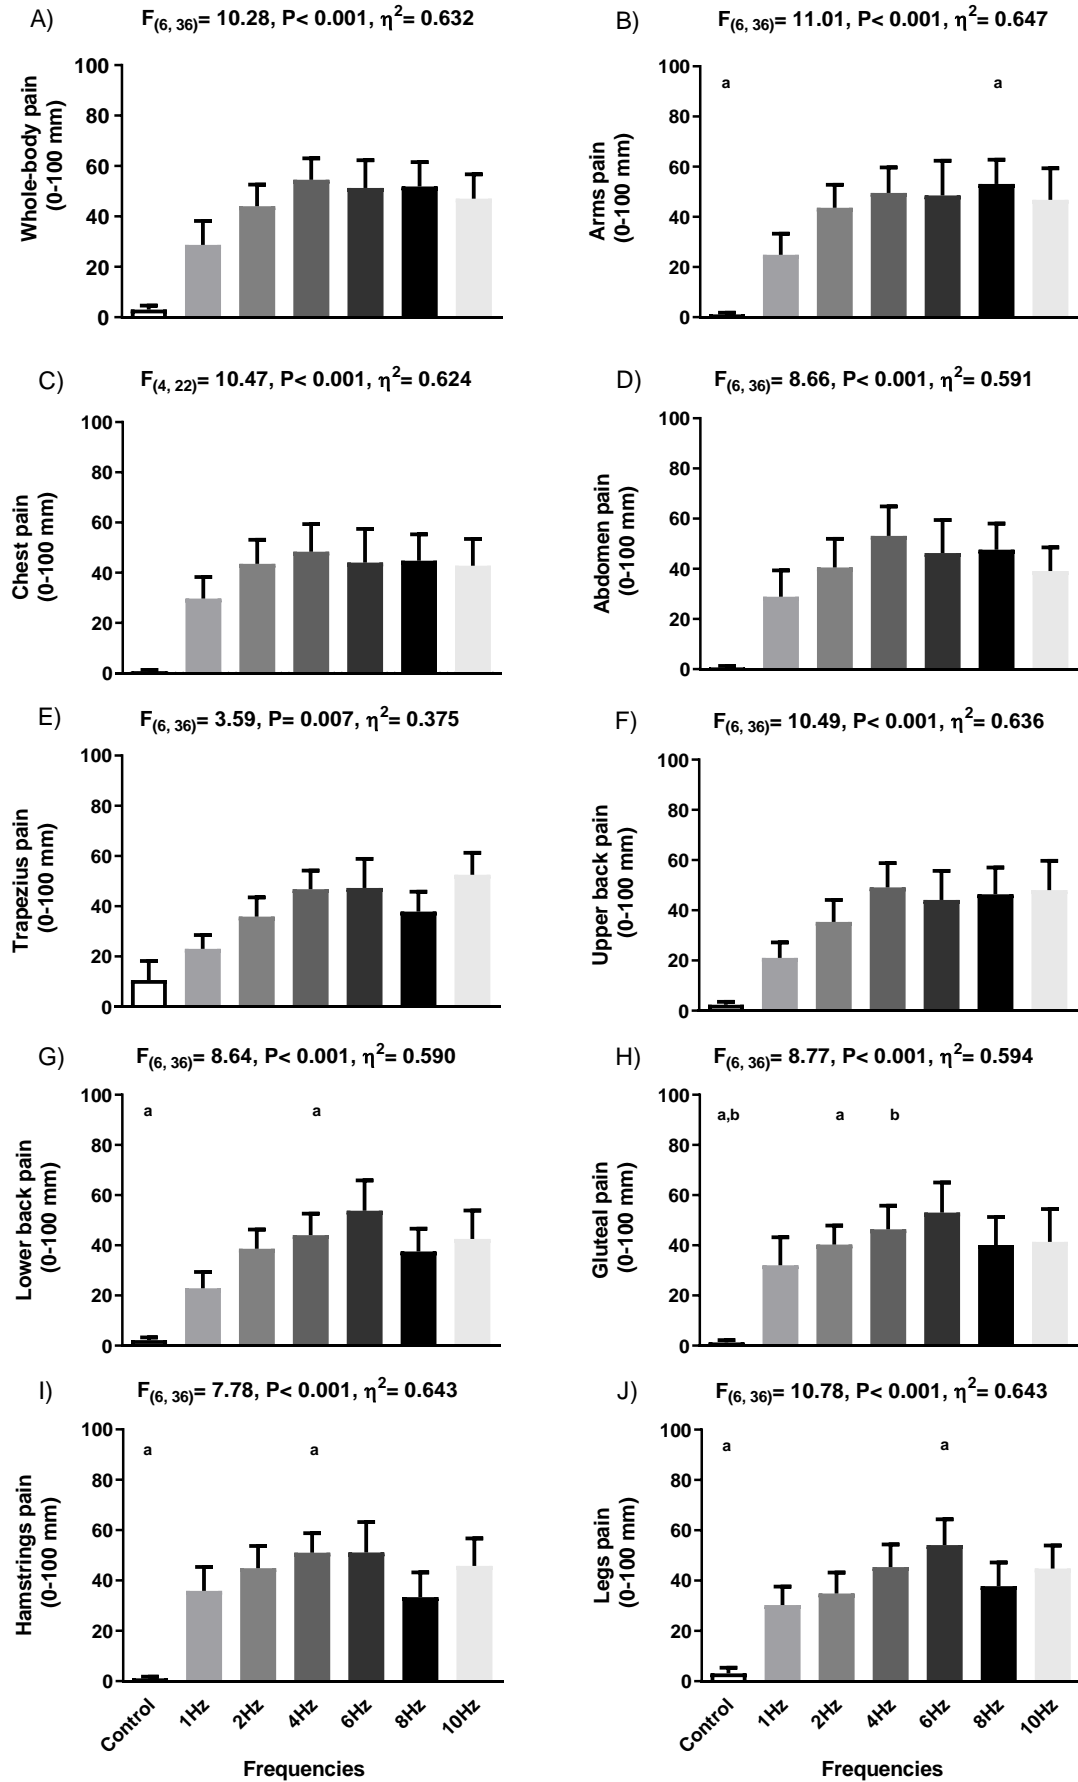 A)
F(6, 36)= 10.28, P< 0.001, η2= 0.632
Whole-body pain
(0-100 mm)
100
80
60
40
20
0
B)
F(6, 36)= 11.01, P< 0.001, η2= 0.647
Arms pain
(0-100 mm)
100
80
60
40
20
0
a
a
C)
F(4, 22)= 10.47, P< 0.001, η2= 0.624
Chest pain
(0-100 mm)
100
80
60
40
20
0
D)
F(6, 36)= 8.66, P< 0.001, η2= 0.591
Abdomen pain
(0-100 mm)
100
80
60
40
20
0
E)
F(6, 36)= 3.59, P= 0.007, η2= 0.375
Trapezius pain
(0-100 mm)
100
80
60
40
20
0
F)
F(6, 36)= 10.49, P< 0.001, η2= 0.636
Upper back pain
(0-100 mm)
100
80
60
40
20
0
G)
F(6, 36)= 8.64, P< 0.001, η2= 0.590
Lower back pain
(0-100 mm)
100
80
60
40
20
0
a
a
H)
F(6, 36)= 8.77, P< 0.001, η2= 0.594
Gluteal pain
(0-100 mm)
100
80
60
40
20
0
a,b
a
b
I)
F(6, 36)= 7.78, P< 0.001, η2= 0.643
Hamstrings pain
(0-100 mm)
100
80
60
40
20
0
a
a
Control
1Hz
2Hz
4Hz
6Hz
8Hz
10Hz
Frequencies
J)
F(6, 36)= 10.78, P< 0.001, η2= 0.643
Legs pain
(0-100 mm)
100
80
60
40
20
0
a
a
Control
1Hz
2Hz
4Hz
6Hz
8Hz
10Hz
Frequencies